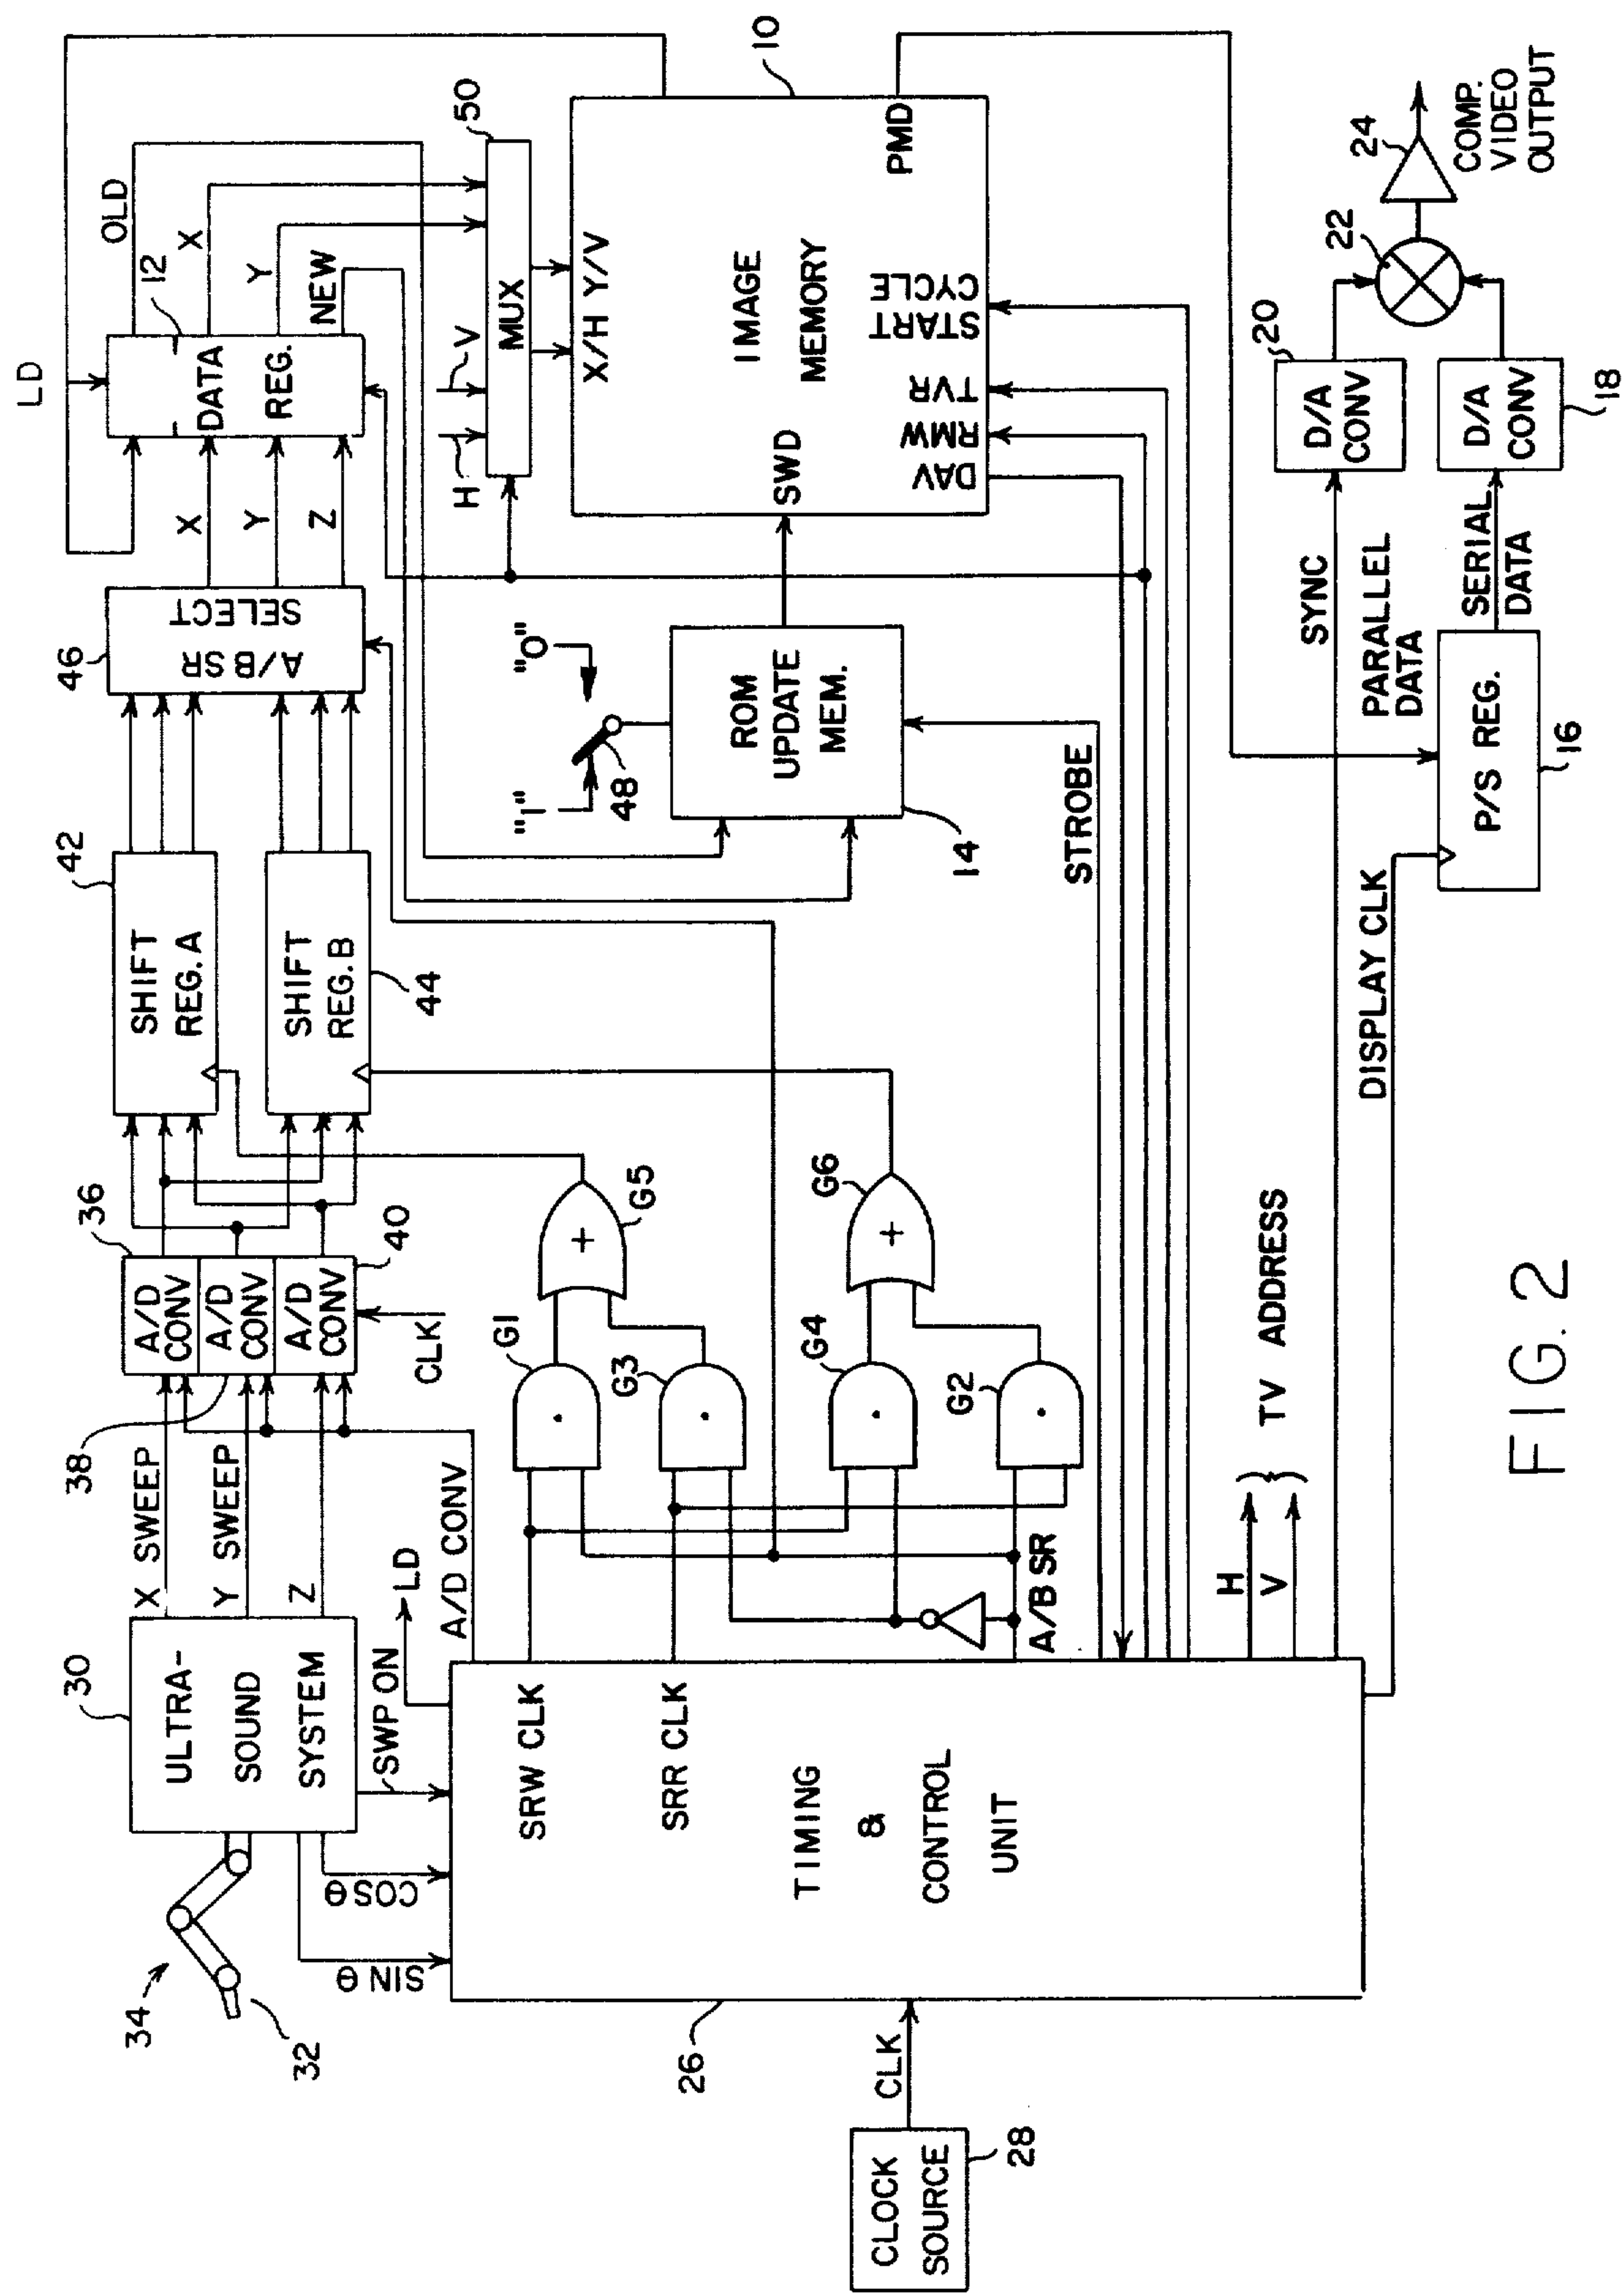 34
32
30
ULTRA-
SOUND
SYSTEM
SIN θ
COS θ
SWP ON
X SWEEP
Y SWEEP
Z
38
36
A/D
CONV
A/D
CONV
A/D
CONV
40
CLK
42
SHIFT
REG. A
SHIFT
REG. B
44
46
A/B SR
SELECT
X
Y
Z
LD
12
DATA
REG.
OLD
X
Y
NEW
H
V
MUX
50
LD
A/D CONV
G1
G3
G4
G2
G5
G6
"1"
"0"
48
ROM
UPDATE
MEM.
14
SWD
X/H Y/V
IMAGE
MEMORY
10
PMD
DAV
RMW
TVR
START
CYCLE
CLOCK
SOURCE
28
CLK
26
SRW CLK
SRR CLK
TIMING
&
CONTROL
UNIT
A/B SR
STROBE
H
V
TV ADDRESS
SYNC
PARALLEL
DATA
DISPLAY CLK
P/S REG.
16
SERIAL
DATA
20
D/A
CONV
D/A
CONV
18
22
24
COMP.
VIDEO
OUTPUT
FIG. 2